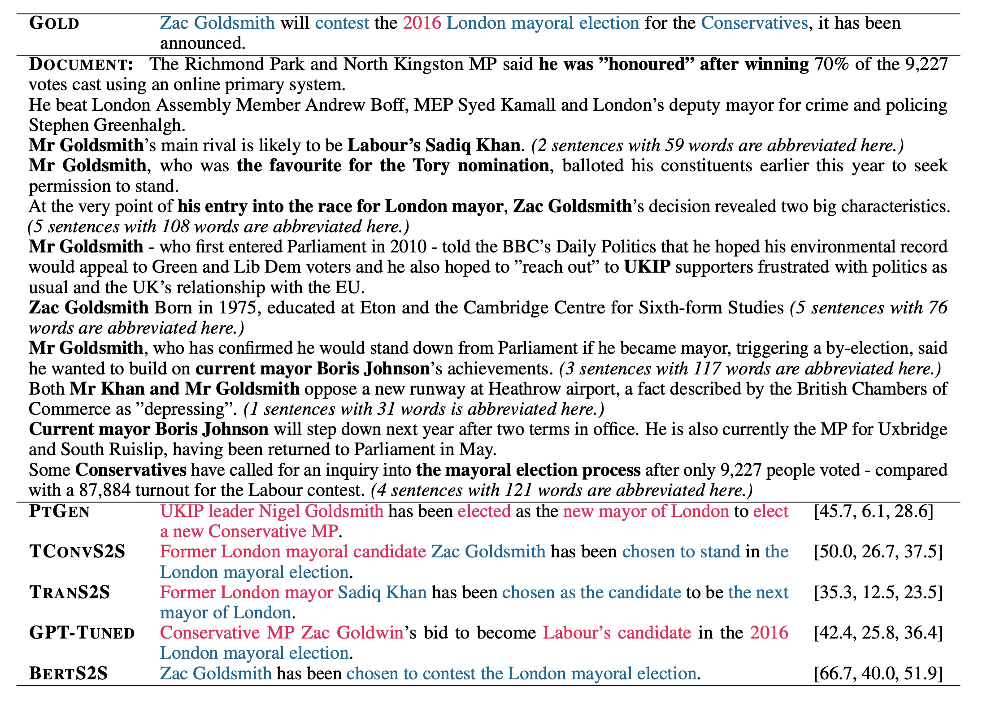 GOLD Zac Goldsmith will contest the 2016 London mayoral election for the Conservatives, it has been
announced.
DOCUMENT: The Richmond Park and North Kingston MP said he was ”honoured” after winning 70% of the 9,227
votes cast using an online primary system.
He beat London Assembly Member Andrew Boff, MEP Syed Kamall and London’s deputy mayor for crime and policing
Stephen Greenhalgh.
Mr Goldsmith’s main rival is likely to be Labour’s Sadiq Khan. (2 sentences with 59 words are abbreviated here.)
Mr Goldsmith, who was the favourite for the Tory nomination, balloted his constituents earlier this year to seek
permission to stand.
At the very point of his entry into the race for London mayor, Zac Goldsmith’s decision revealed two big characteristics.
(5 sentences with 108 words are abbreviated here.)
Mr Goldsmith - who first entered Parliament in 2010 - told the BBC’s Daily Politics that he hoped his environmental record
would appeal to Green and Lib Dem voters and he also hoped to ”reach out” to UKIP supporters frustrated with politics as
usual and the UK’s relationship with the EU.
Zac Goldsmith Born in 1975, educated at Eton and the Cambridge Centre for Sixth-form Studies (5 sentences with 76
words are abbreviated here.)
Mr Goldsmith, who has confirmed he would stand down from Parliament if he became mayor, triggering a by-election, said
he wanted to build on current mayor Boris Johnson’s achievements. (3 sentences with 117 words are abbreviated here.)
Both Mr Khan and Mr Goldsmith oppose a new runway at Heathrow airport, a fact described by the British Chambers of
Commerce as ”depressing”. (1 sentences with 31 words is abbreviated here.)
Current mayor Boris Johnson will step down next year after two terms in office. He is also currently the MP for Uxbridge
and South Ruislip, having been returned to Parliament in May.
Some Conservatives have called for an inquiry into the mayoral election process after only 9,227 people voted - compared
with a 87,884 turnout for the Labour contest. (4 sentences with 121 words are abbreviated here.)
PTGEN UKIP leader Nigel Goldsmith has been elected as the new mayor of London to elect [45.7, 6.1, 28.6]
a new Conservative MP.
TCONVS2S Former London mayoral candidate Zac Goldsmith has been chosen to stand in the [50.0, 26.7, 37.5]
London mayoral election.
TRANS2S Former London mayor Sadiq Khan has been chosen as the candidate to be the next [35.3, 12.5, 23.5]
mayor of London.
GPT-TUNED Conservative MP Zac Goldwin’s bid to become Labour’s candidate in the 2016 [42.4, 25.8, 36.4]
London mayoral election.
BERTS2S Zac Goldsmith has been chosen to contest the London mayoral election. [66.7, 40.0, 51.9]